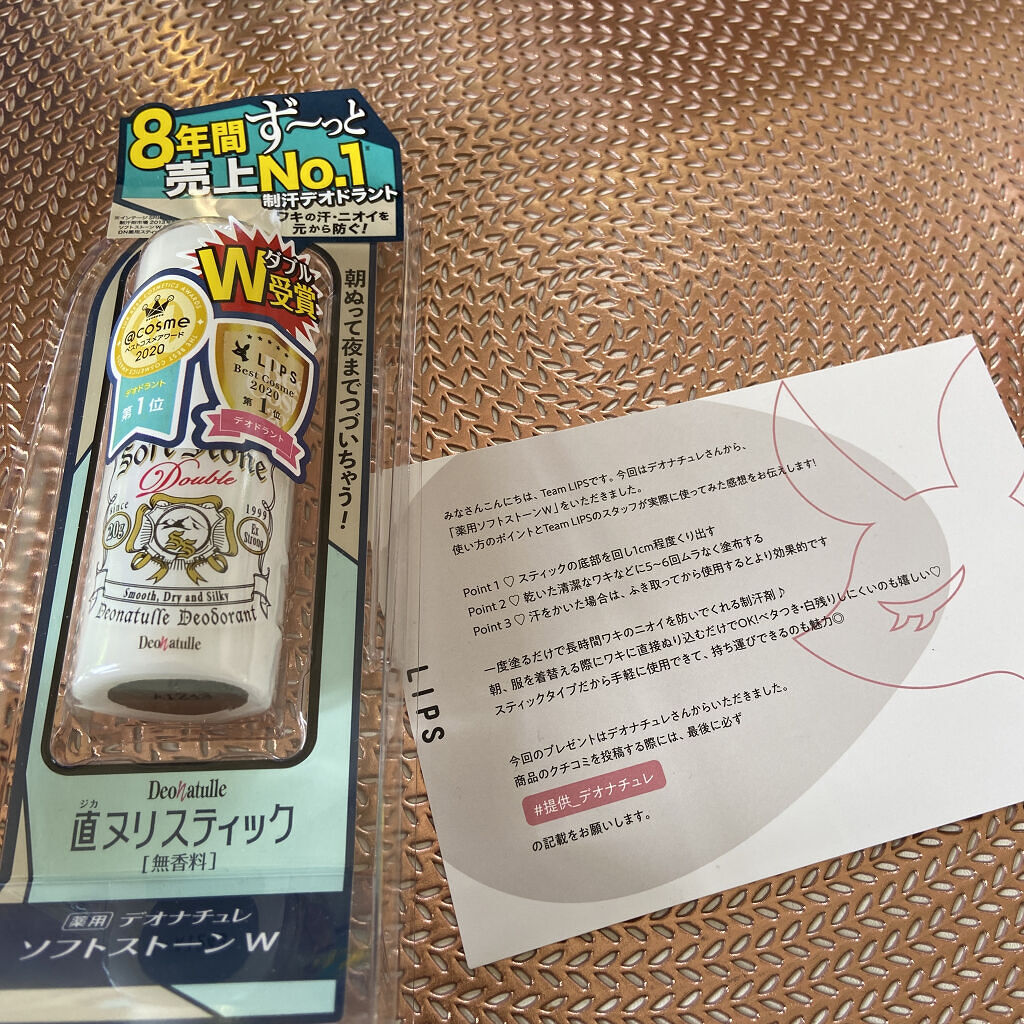 8年間ず〜っと
売上No.1
制汗デオドラント
ワキの汗・ニオイを
元から防ぐ!
朝ぬって夜までつづいちゃう!
Wダブル受賞
@cosme
ベストコスメアワード
2020
デオドラント
第1位
LIPS
Best Cosme
2020
第1位
デオドラント
Soft Stone
Double
Since 1999
20g
Ex Strong
Smooth, Dry and Silky
Deonatulle Deodorant
Deonatulle
Deonatulle
ジカ
直ヌリスティック
[無香料]
薬用 デオナチュレ
ソフトストーンW
みなさんこんにちは、Team LIPSです。今回はデオナチュレさんから、
「薬用ソフトストーンW」をいただきました。
使い方のポイントとTeam LIPSのスタッフが実際に使ってみた感想をお伝えします!
Point 1 ♡ スティックの底部を回し1cm程度くり出す
Point 2 ♡ 乾いた清潔なワキなどに5~6回ムラなく塗布する
Point 3 ♡ 汗をかいた場合は、ふき取ってから使用するとより効果的です
一度塗るだけで長時間ワキのニオイを防いでくれる制汗剤♪
朝、服を着替える際にワキに直接ぬり込むだけでOK!ベタつき・白残りしにくいのも嬉しい♡
スティックタイプだから手軽に使用できて、持ち運びできるのも魅力◎
LIPS
今回のプレゼントはデオナチュレさんからいただきました。
商品のクチコミを投稿する際には、最後に必ず
#提供_デオナチュレ
の記載をお願いします。